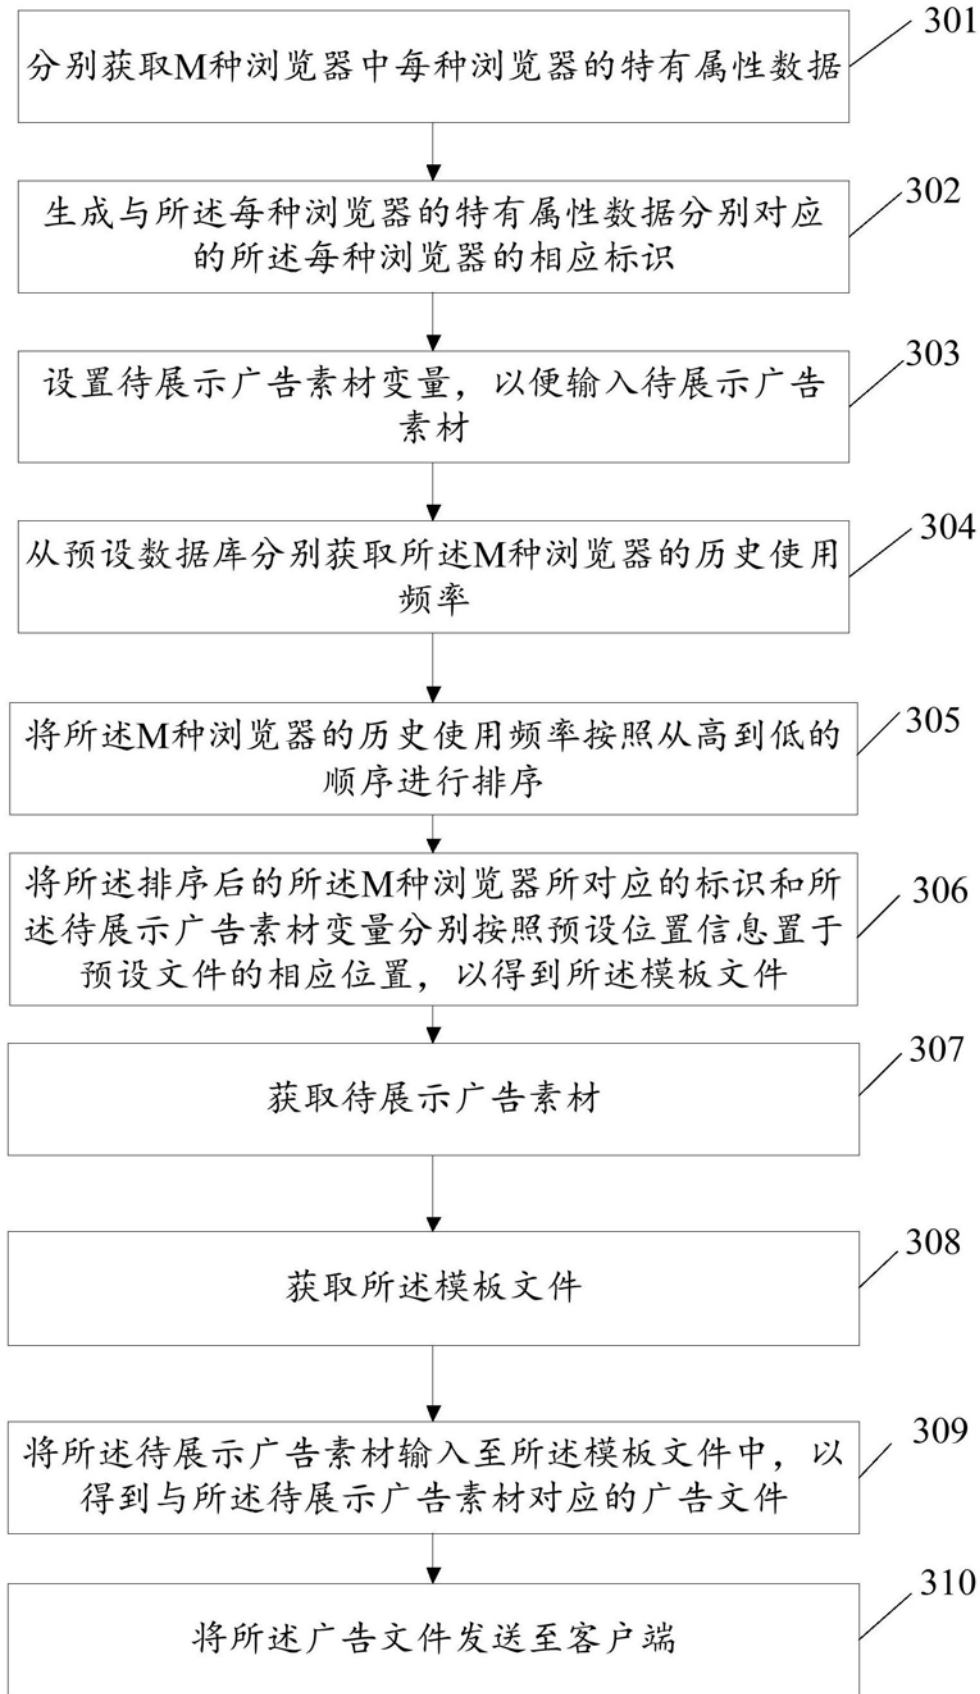 301
分别获取M种浏览器中每种浏览器的特有属性数据
302
生成与所述每种浏览器的特有属性数据分别对应
的所述每种浏览器的相应标识
303
设置待展示广告素材变量，以便输入待展示广告
素材
304
从预设数据库分别获取所述M种浏览器的历史使用
频率
305
将所述M种浏览器的历史使用频率按照从高到低的
顺序进行排序
306
将所述排序后的所述M种浏览器所对应的标识和所
述待展示广告素材变量分别按照预设位置信息置于
预设文件的相应位置，以得到所述模板文件
307
获取待展示广告素材
308
获取所述模板文件
309
将所述待展示广告素材输入至所述模板文件中，以
得到与所述待展示广告素材对应的广告文件
310
将所述广告文件发送至客户端